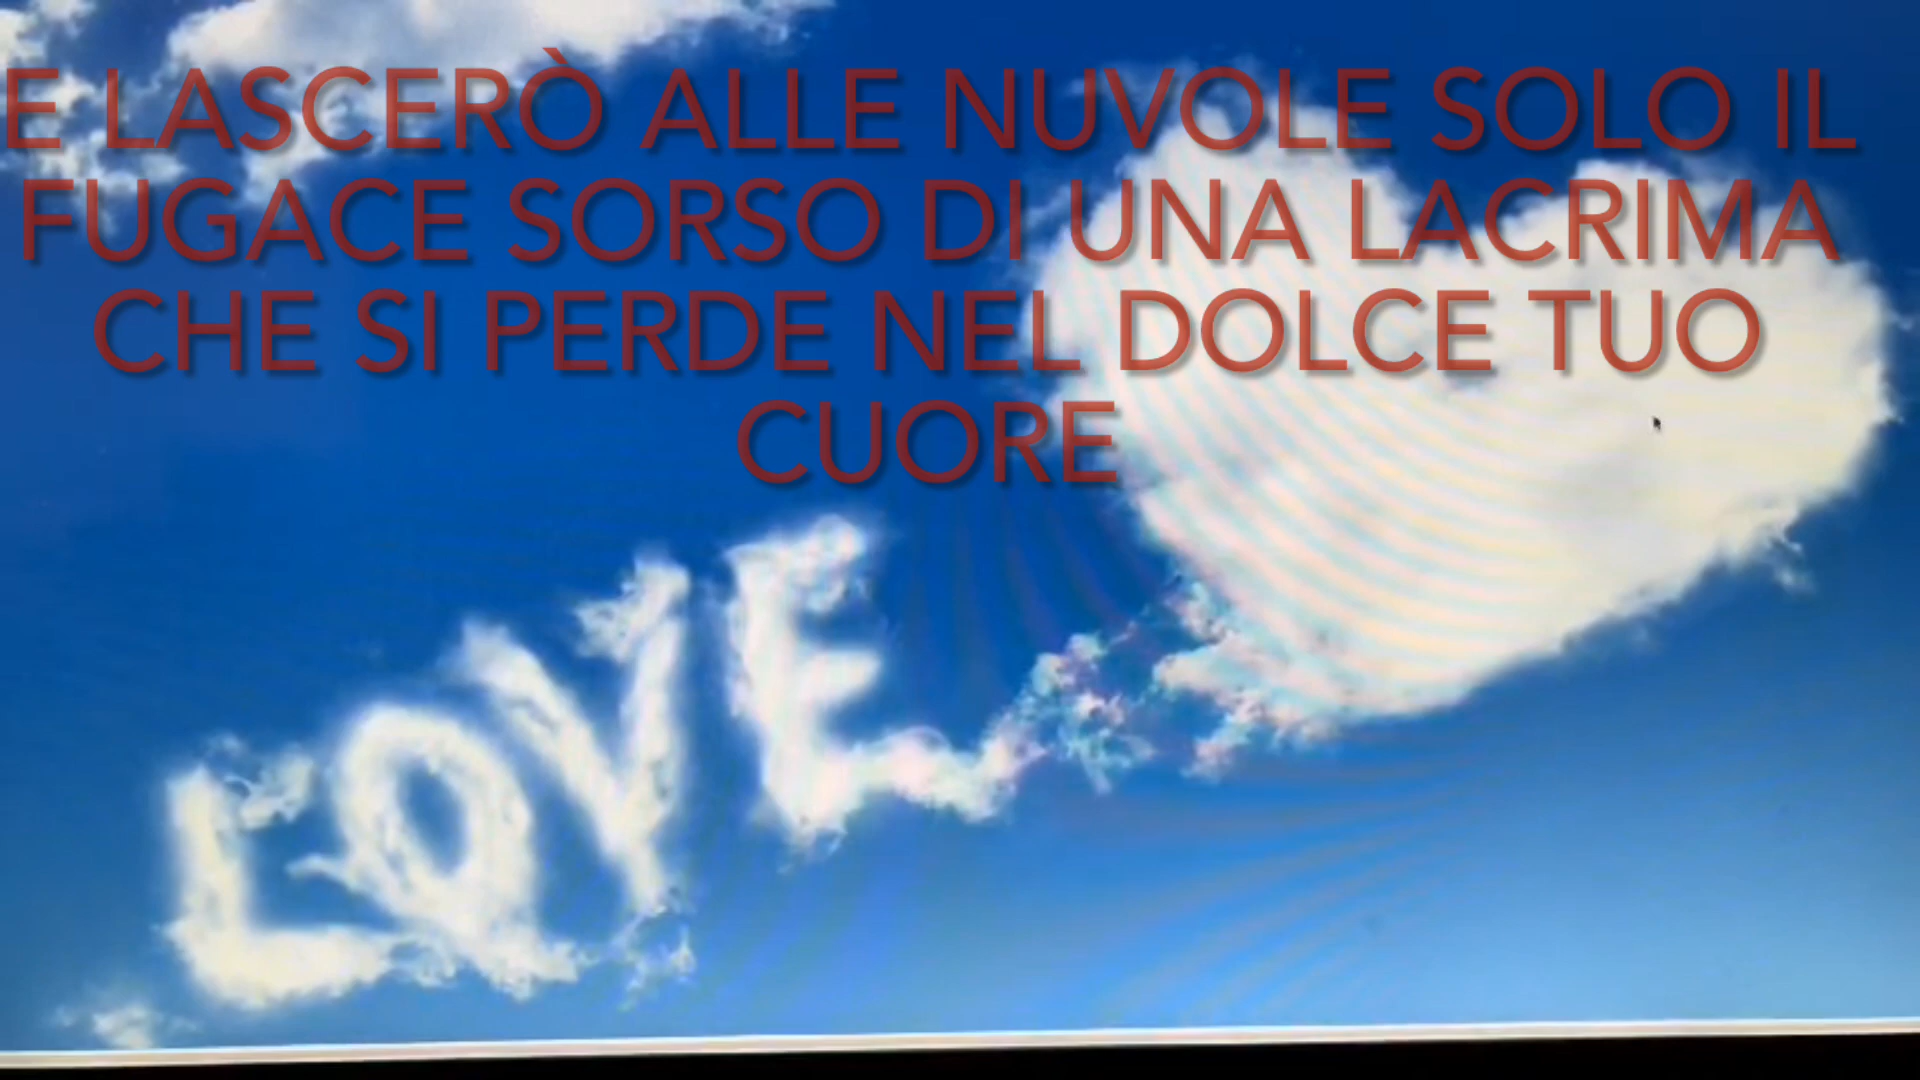 E LASCERÒ ALLE NUVOLE SOLO IL
FUGACE SORSO DI UNA LACRIMA
CHE SI PERDE NEL DOLCE TUO
CUORE
LOVE